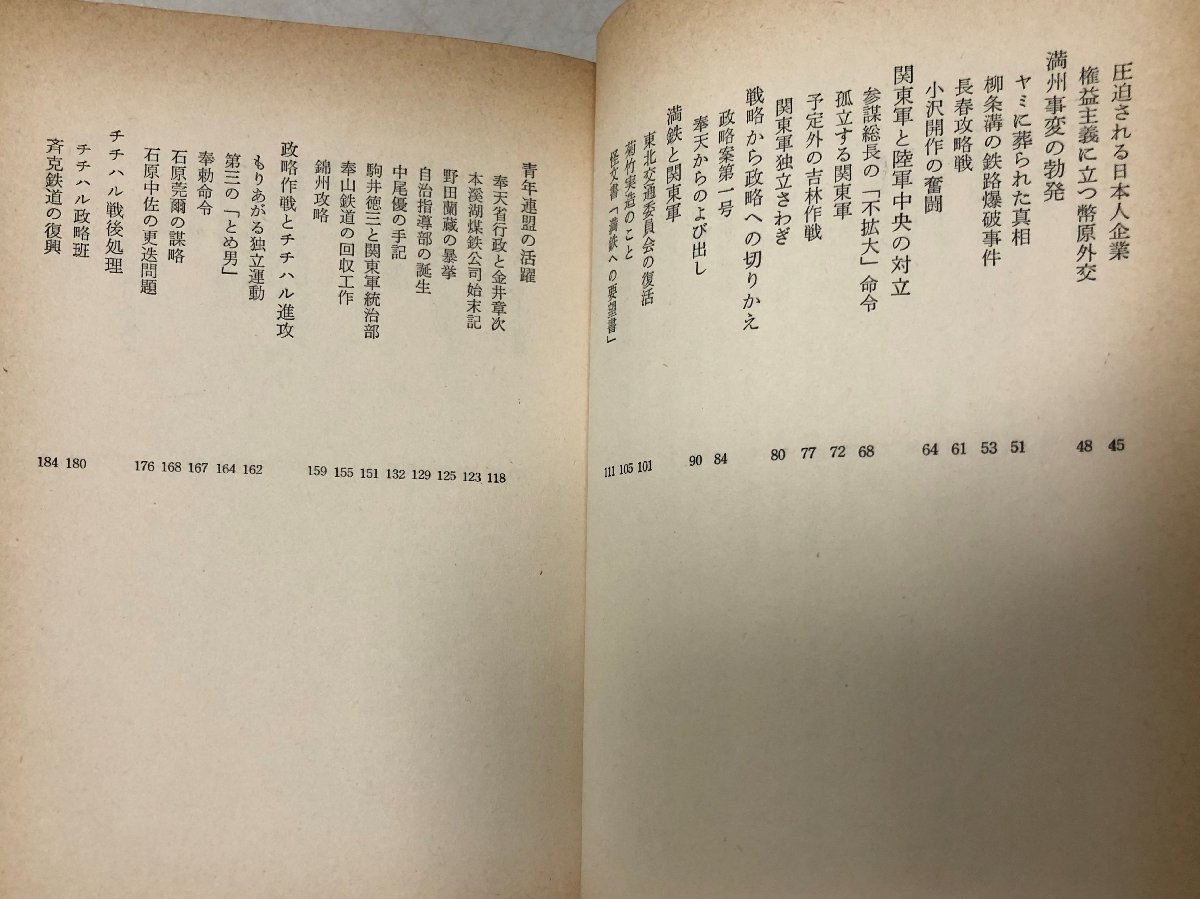 圧迫される日本人企業 45
権益主義に立つ幣原外交 48
満州事変の勃発
ヤミに葬られた真相 51
柳条溝の鉄路爆破事件 53
長春攻略戦 61
小沢開作の奮闘 64
関東軍と陸軍中央の対立
参謀総長の「不拡大」命令 68
孤立する関東軍 72
予定外の吉林作戦 77
関東軍独立さわぎ 80
戦略から政略への切りかえ
政略案第一号 84
奉天からのよび出し 90
満鉄と関東軍
東北交通委員会の復活 101
菊竹実造のこと 105
怪文書「満鉄への要望書」 111
青年連盟の活躍
奉天省行政と金井章次 118
本溪湖煤鉄公司始末記 123
野田蘭蔵の暴挙 125
自治指導部の誕生 129
中尾優の手記 132
駒井徳三と関東軍統治部 151
奉山鉄道の回収工作 155
錦州攻略 159
政略作戦とチチハル進攻
もりあがる独立運動 162
第三の「とめ男」 164
奉勅命令 167
石原莞爾の謀略 168
石原中佐の更迭問題 176
チチハル戦後処理
チチハル政略班 180
斉克鉄道の復興 184